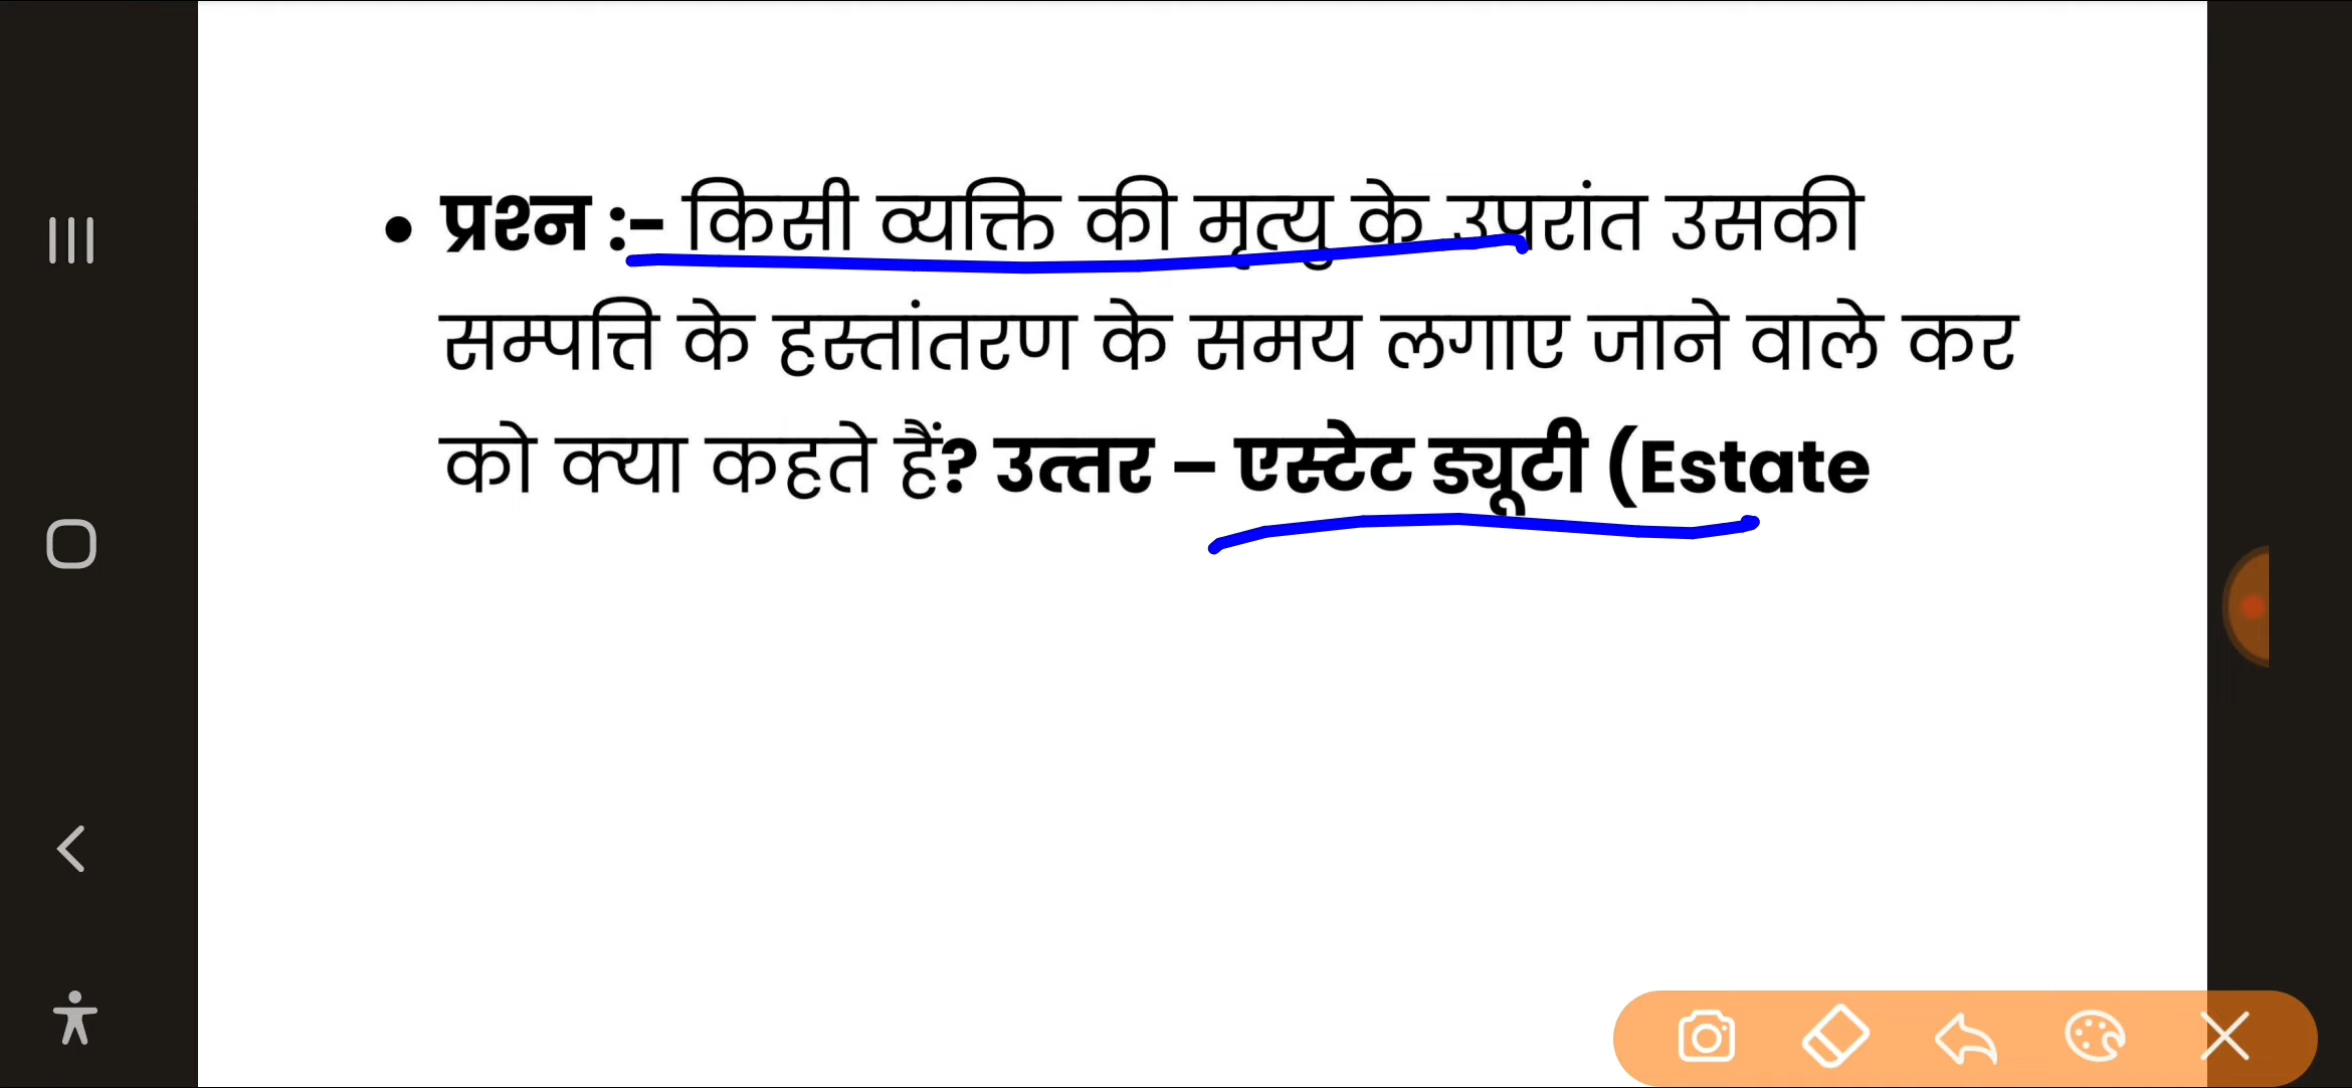 • प्रश्न :- किसी व्यक्ति की मृत्यु के उपरांत उसकी
सम्पत्ति के हस्तांतरण के समय लगाए जाने वाले कर
को क्या कहते हैं? उत्तर – एस्टेट ड्यूटी (Estate